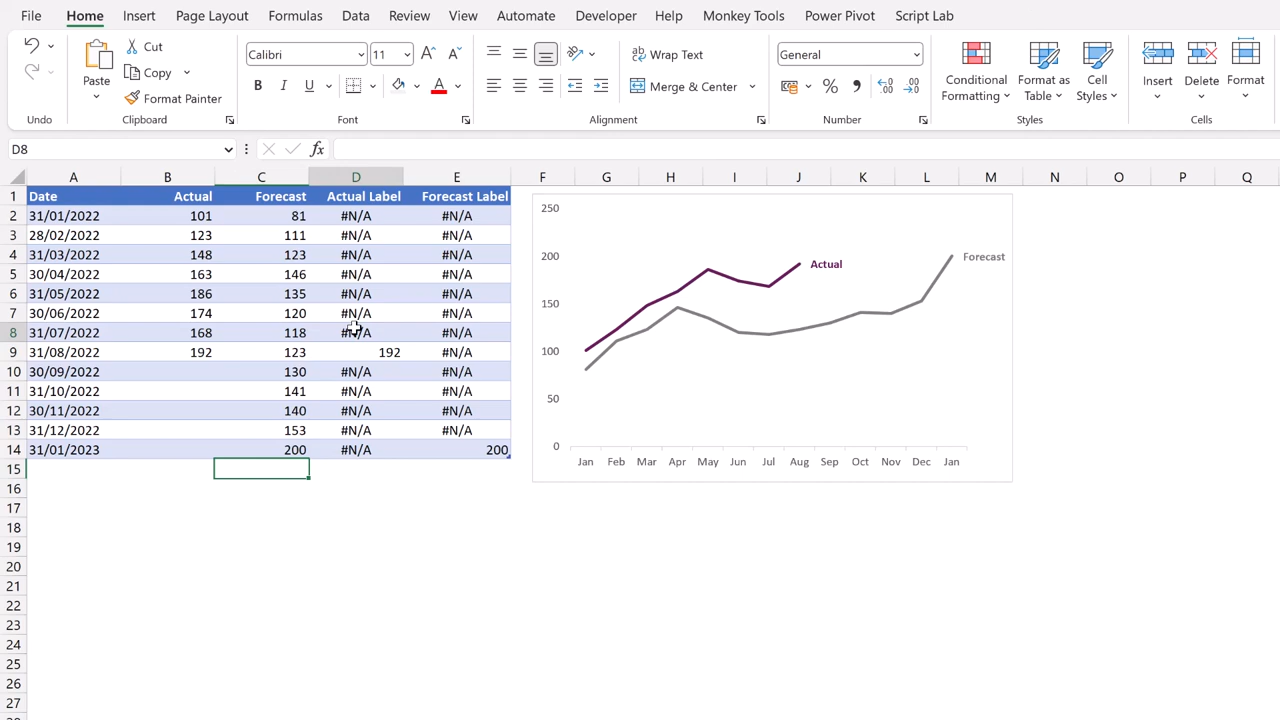 File Home Insert Page Layout Formulas Data Review View Automate Developer Help Monkey Tools Power Pivot Script Lab
Paste Cut Copy Format Painter
Calibri 11
B I U A
Wrap Text
Merge & Center
General
% ,
Conditional Formatting
Format as Table
Cell Styles
Insert Delete Format
Undo Clipboard Font Alignment Number Styles Cells
D8 fx
A B C D E F G H I J K L M N O P Q
1 Date Actual Forecast Actual Label Forecast Label
2 31/01/2022 101 81 #N/A #N/A
3 28/02/2022 123 111 #N/A #N/A
4 31/03/2022 148 123 #N/A #N/A
5 30/04/2022 163 146 #N/A #N/A
6 31/05/2022 186 135 #N/A #N/A
7 30/06/2022 174 120 #N/A #N/A
8 31/07/2022 168 118 #N/A #N/A
9 31/08/2022 192 123 192 #N/A
10 30/09/2022 130 #N/A #N/A
11 31/10/2022 141 #N/A #N/A
12 30/11/2022 140 #N/A #N/A
13 31/12/2022 153 #N/A #N/A
14 31/01/2023 200 #N/A 200
15
16
17
18
19
20
21
22
23
24
25
26
27
250
200
150
100
50
0
Actual
Forecast
Jan Feb Mar Apr May Jun Jul Aug Sep Oct Nov Dec Jan